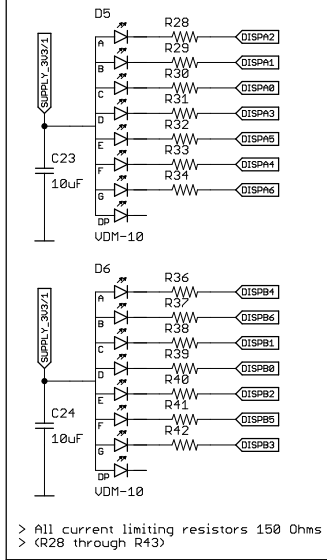 D5
R28
A
DISPA2
R29
B
DISPA1
R30
C
DISPA0
R31
D
DISPA3
R32
E
DISPA5
R33
F
DISPA4
R34
G
DISPA6
DP
VDM-10
SUPPLY_3V3/1
C23
10uF
D6
R36
A
DISPB4
R37
B
DISPB6
R38
C
DISPB1
R39
D
DISPB0
R40
E
DISPB2
R41
F
DISPB5
R42
G
DISPB3
DP
VDM-10
SUPPLY_3V3/1
C24
10uF
> All current limiting resistors 150 Ohms
> (R28 through R43)